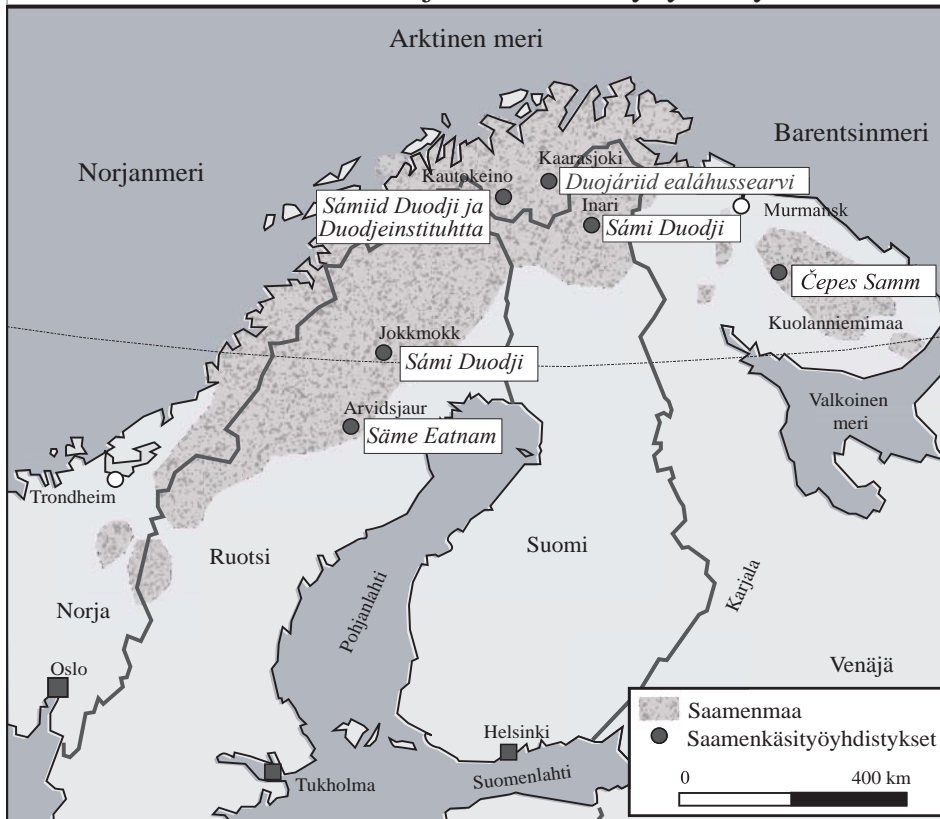 Arktinen meri
Barentsinmeri
Norjanmeri
Kaarasjoki
Kautokeino
Duojáriid ealáhussearvi
Inari
Murmansk
Sámiid Duodji ja
Duodjeinstituhtta
Sámi Duodji
Čepes Samm
Kuolanniemimaa
Jokkmokk
Sámi Duodji
Valkoinen
meri
Arvidsjaur
Säme Eatnam
Trondheim
Ruotsi
Suomi
Norja
Pohjanlahti
Karjala
Oslo
Venäjä
Helsinki
Tukholma
Suomenlahti
Saamenmaa
Saamenkäsityöyhdistykset
0 400 km